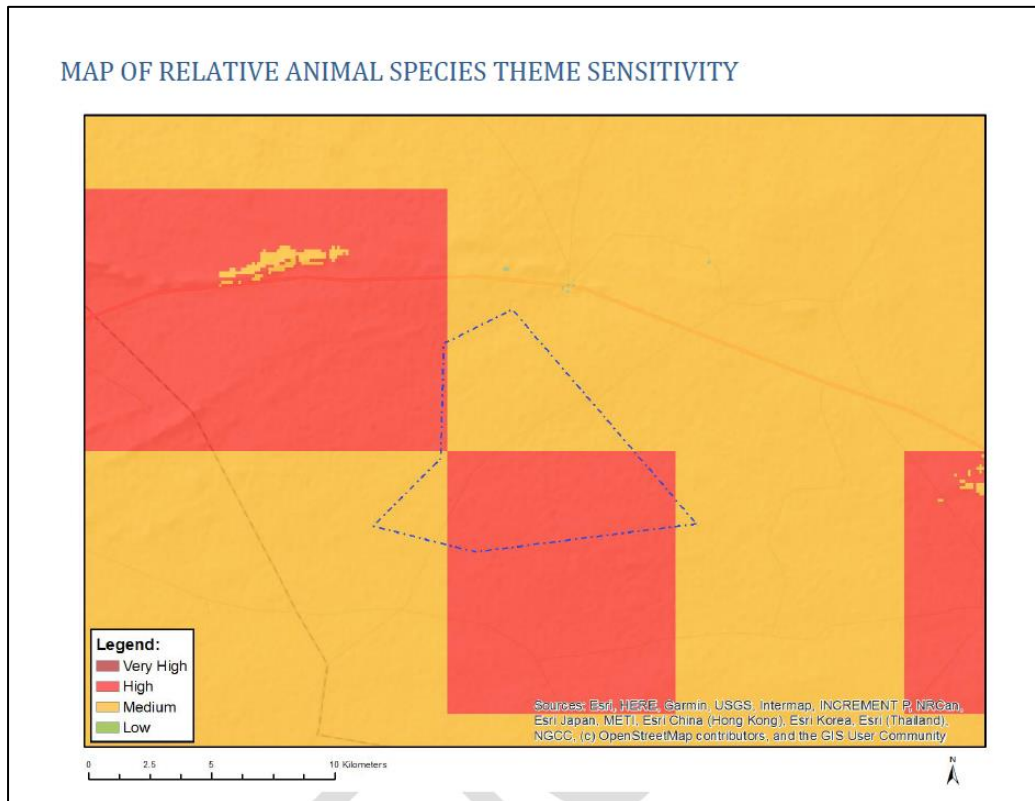 MAP OF RELATIVE ANIMAL SPECIES THEME SENSITIVITY
Legend:
Very High
High
Medium
Low
Sources: Esri, HERE, Garmin, USGS, Intermap, INCREMENT P, NRCan,
Esri Japan, METI, Esri China (Hong Kong), Esri Korea, Esri (Thailand),
NGCC, (c) OpenStreetMap contributors, and the GIS User Community
0 2.5 5 10 Kilometers
N